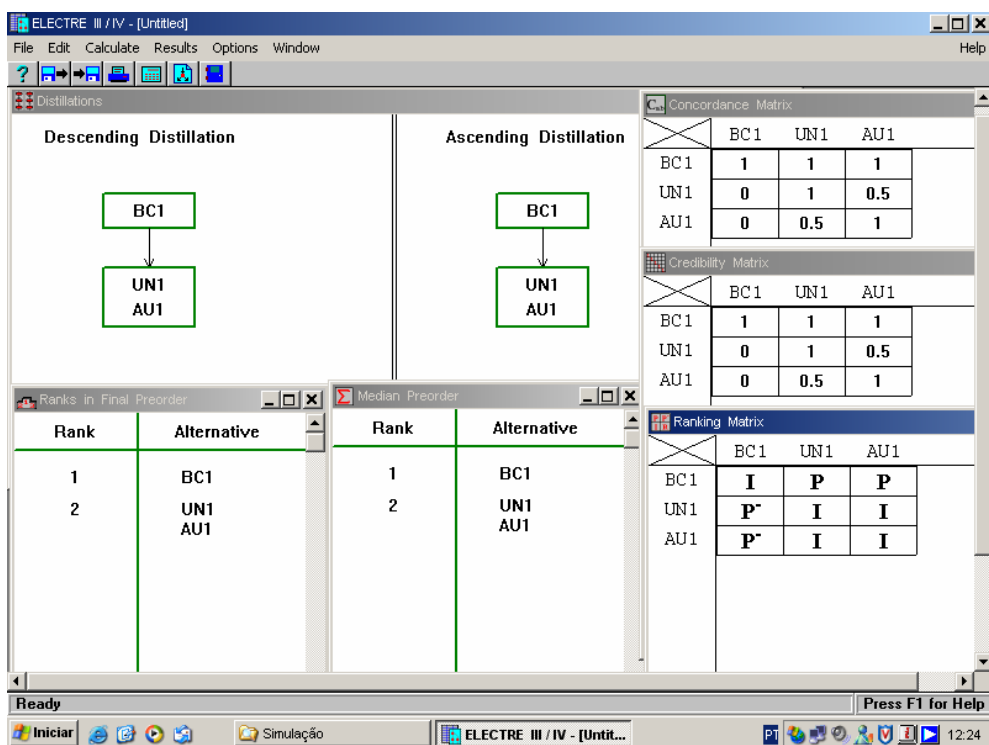 ELECTRE III / IV - [Untitled]
File Edit Calculate Results Options Window Help
?
Distillations
Descending Distillation
BC1
UN1
AU1
Ascending Distillation
BC1
UN1
AU1
Concordance Matrix
BC1 UN1 AU1
BC1 1 1 1
UN1 0 1 0.5
AU1 0 0.5 1
Credibility Matrix
BC1 UN1 AU1
BC1 1 1 1
UN1 0 1 0.5
AU1 0 0.5 1
Ranks in Final Preorder
Rank Alternative
1 BC1
2 UN1
AU1
Median Preorder
Rank Alternative
1 BC1
2 UN1
AU1
Ranking Matrix
BC1 UN1 AU1
BC1 I P P
UN1 P⁻ I I
AU1 P⁻ I I
Ready Press F1 for Help
Iniciar Simulação ELECTRE III / IV - [Untit... PT 12:24